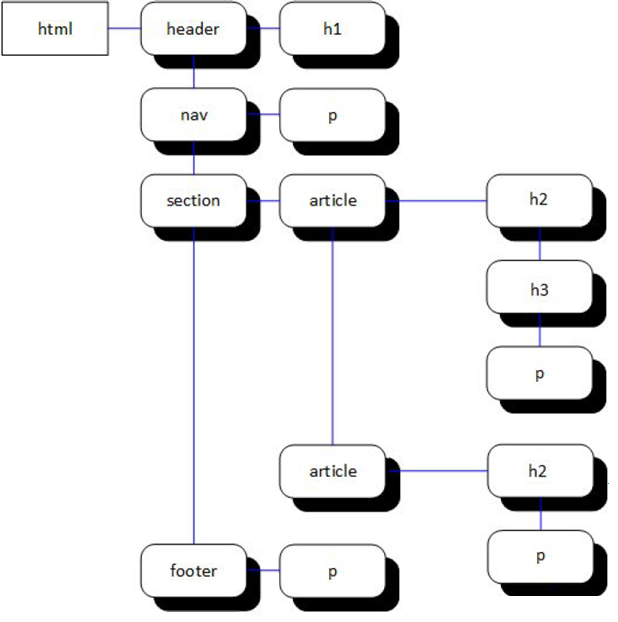 html
header
h1
nav
p
section
article
h2
h3
p
article
h2
p
footer
p